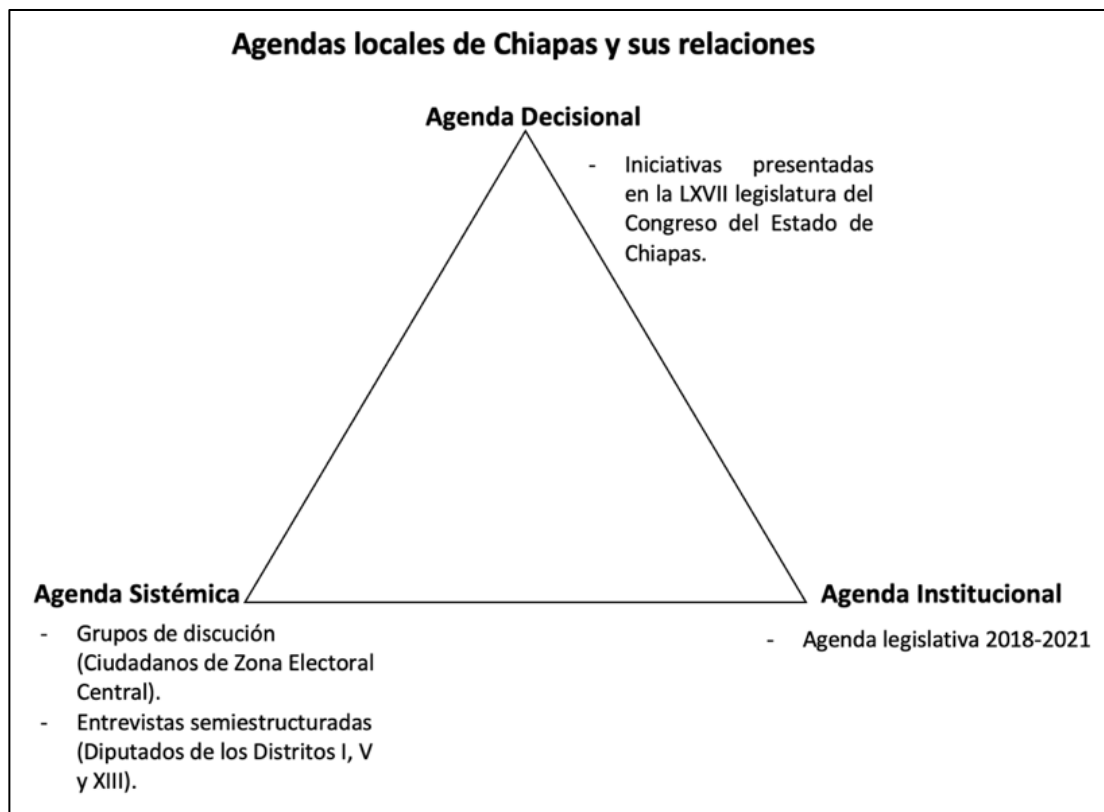 Agendas locales de Chiapas y sus relaciones
Agenda Decisional
- Iniciativas presentadas
en la LXVII legislatura del
Congreso del Estado de
Chiapas.
Agenda Sistémica
- Grupos de discución
(Ciudadanos de Zona Electoral
Central).
- Entrevistas semiestructuradas
(Diputados de los Distritos I, V
y XIII).
Agenda Institucional
- Agenda legislativa 2018-2021